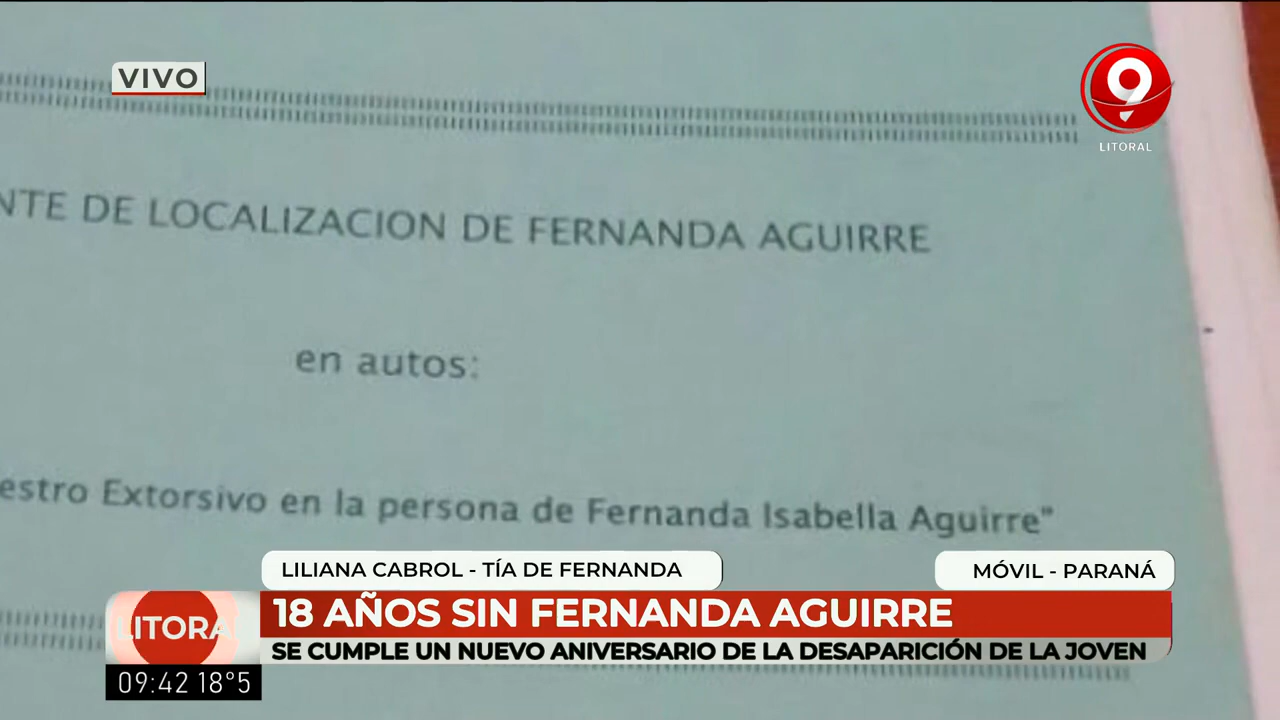 VIVO
9
LITORAL
NTE DE LOCALIZACION DE FERNANDA AGUIRRE
en autos:
estro Extorsivo en la persona de Fernanda Isabella Aguirre"
LILIANA CABROL - TÍA DE FERNANDA
MÓVIL - PARANÁ
LITORA
18 AÑOS SIN FERNANDA AGUIRRE
SE CUMPLE UN NUEVO ANIVERSARIO DE LA DESAPARICIÓN DE LA JOVEN
09:42 18°5